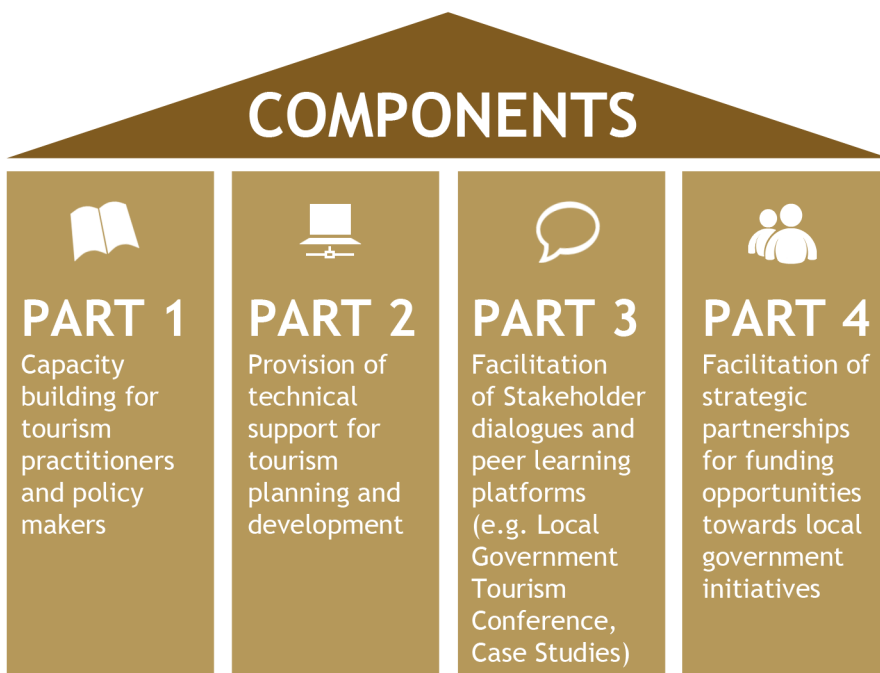 COMPONENTS
PART 1
Capacity
building for
tourism
practitioners
and policy
makers
PART 2
Provision of
technical
support for
tourism
planning and
development
PART 3
Facilitation
of Stakeholder
dialogues and
peer learning
platforms
(e.g. Local
Government
Tourism
Conference,
Case Studies)
PART 4
Facilitation of
strategic
partnerships
for funding
opportunities
towards local
government
initiatives